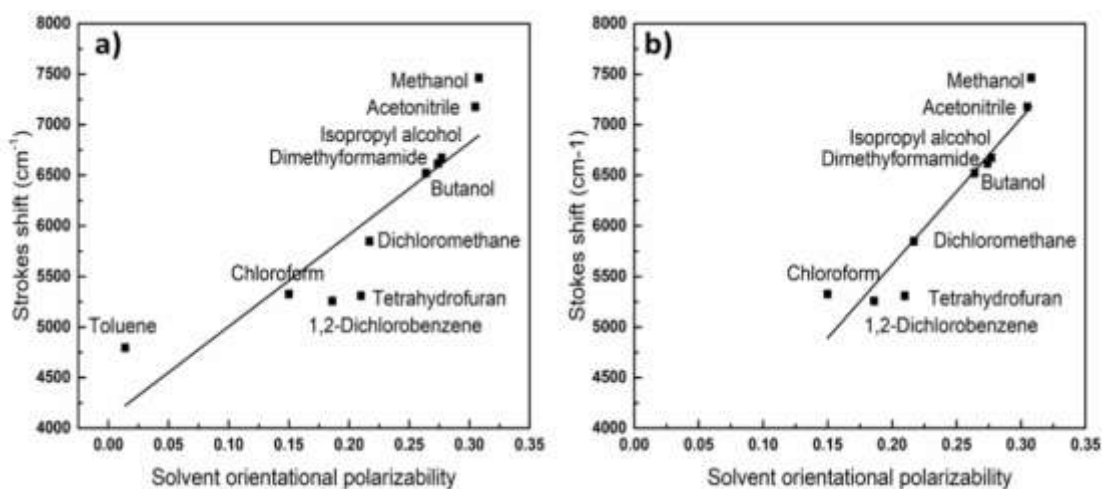 a)
Strokes shift (cm-1)
8000
7500
7000
6500
6000
5500
5000
4500
4000
Methanol
Acetonitrile
Isopropyl alcohol
Dimethyformamide
Butanol
Dichloromethane
Chloroform
Tetrahydrofuran
1,2-Dichlorobenzene
Toluene
0.00 0.05 0.10 0.15 0.20 0.25 0.30 0.35
Solvent orientational polarizability
b)
Stokes shift (cm-1)
8000
7500
7000
6500
6000
5500
5000
4500
4000
Methanol
Acetonitrile
Isopropyl alcohol
Dimethyformamide
Butanol
Dichloromethane
Chloroform
Tetrahydrofuran
1,2-Dichlorobenzene
0.00 0.05 0.10 0.15 0.20 0.25 0.30 0.35
Solvent orientational polarizability